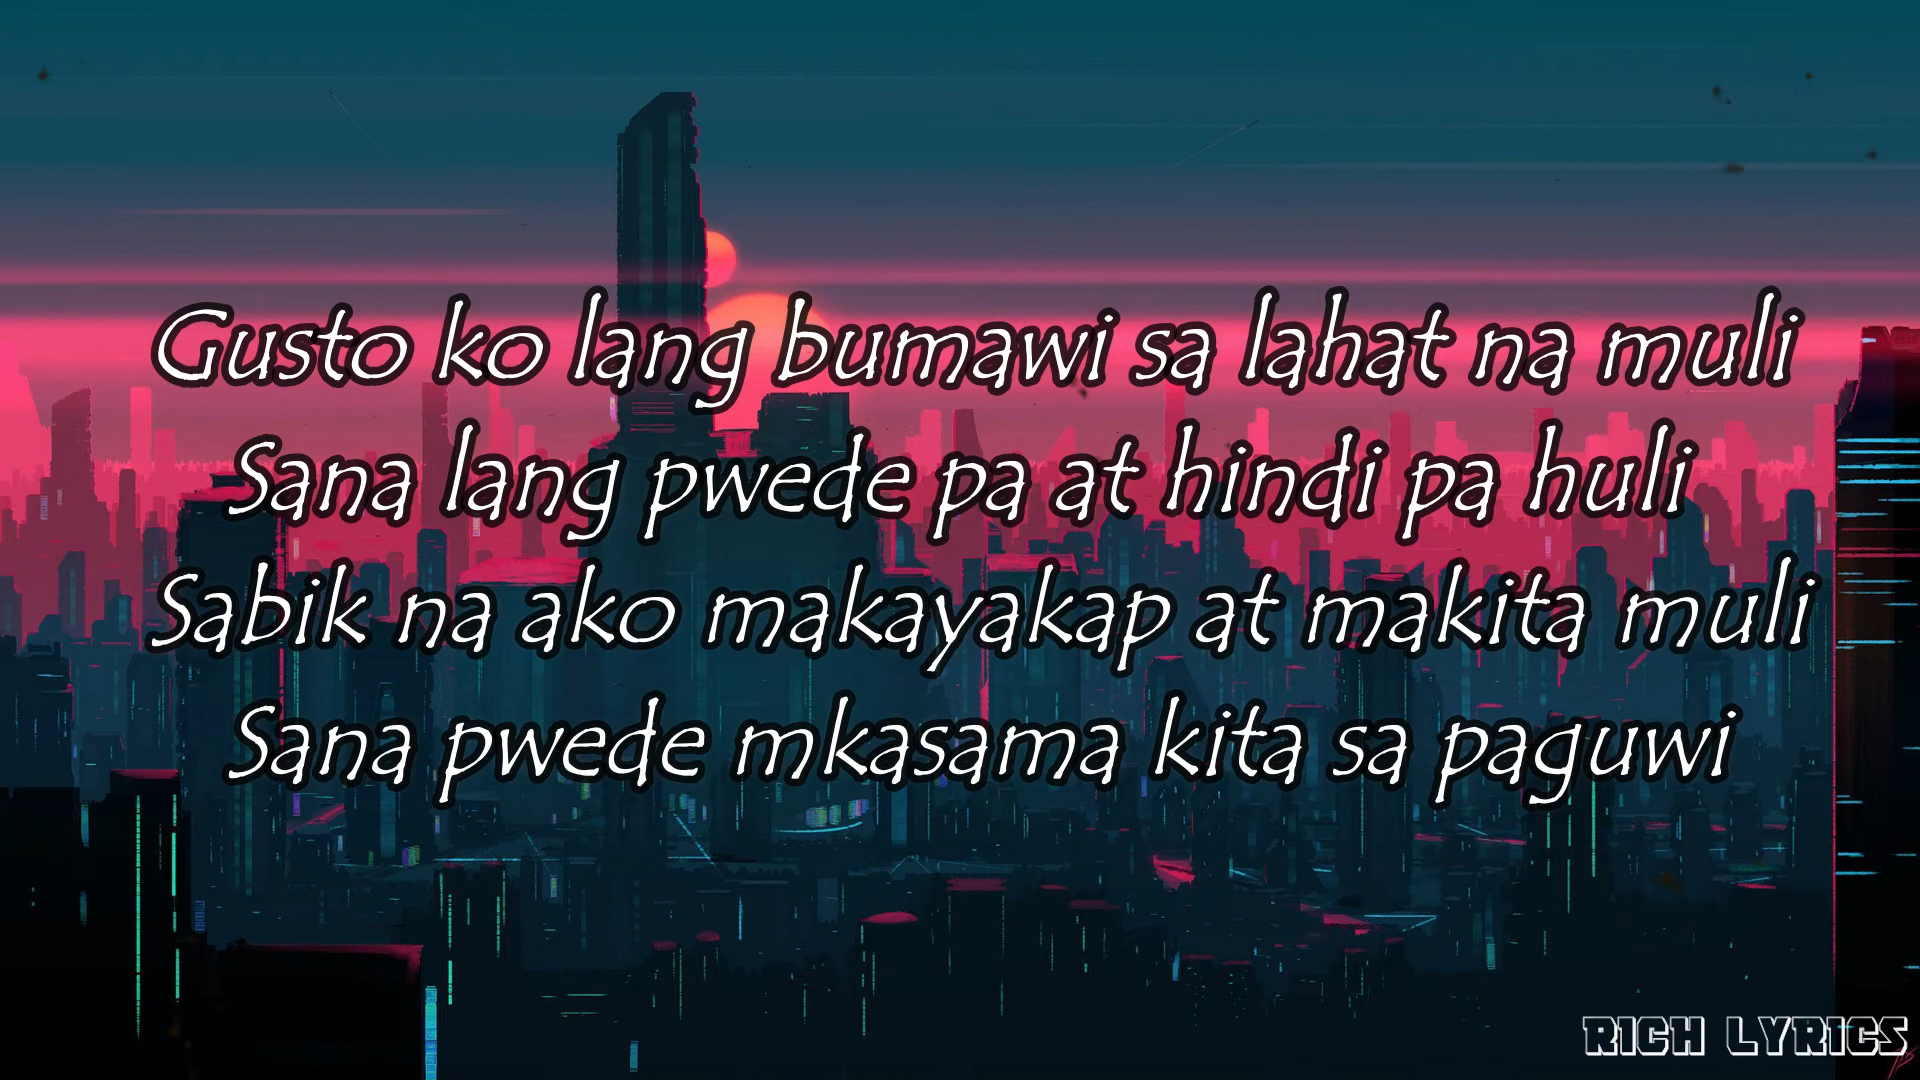 Gusto ko lang bumawi sa lahat na muli
Sana lang pwede pa at hindi pa huli
Sabik na ako makayakap at makita muli
Sana pwede mkasama kita sa paguwi
RICH LYRICS